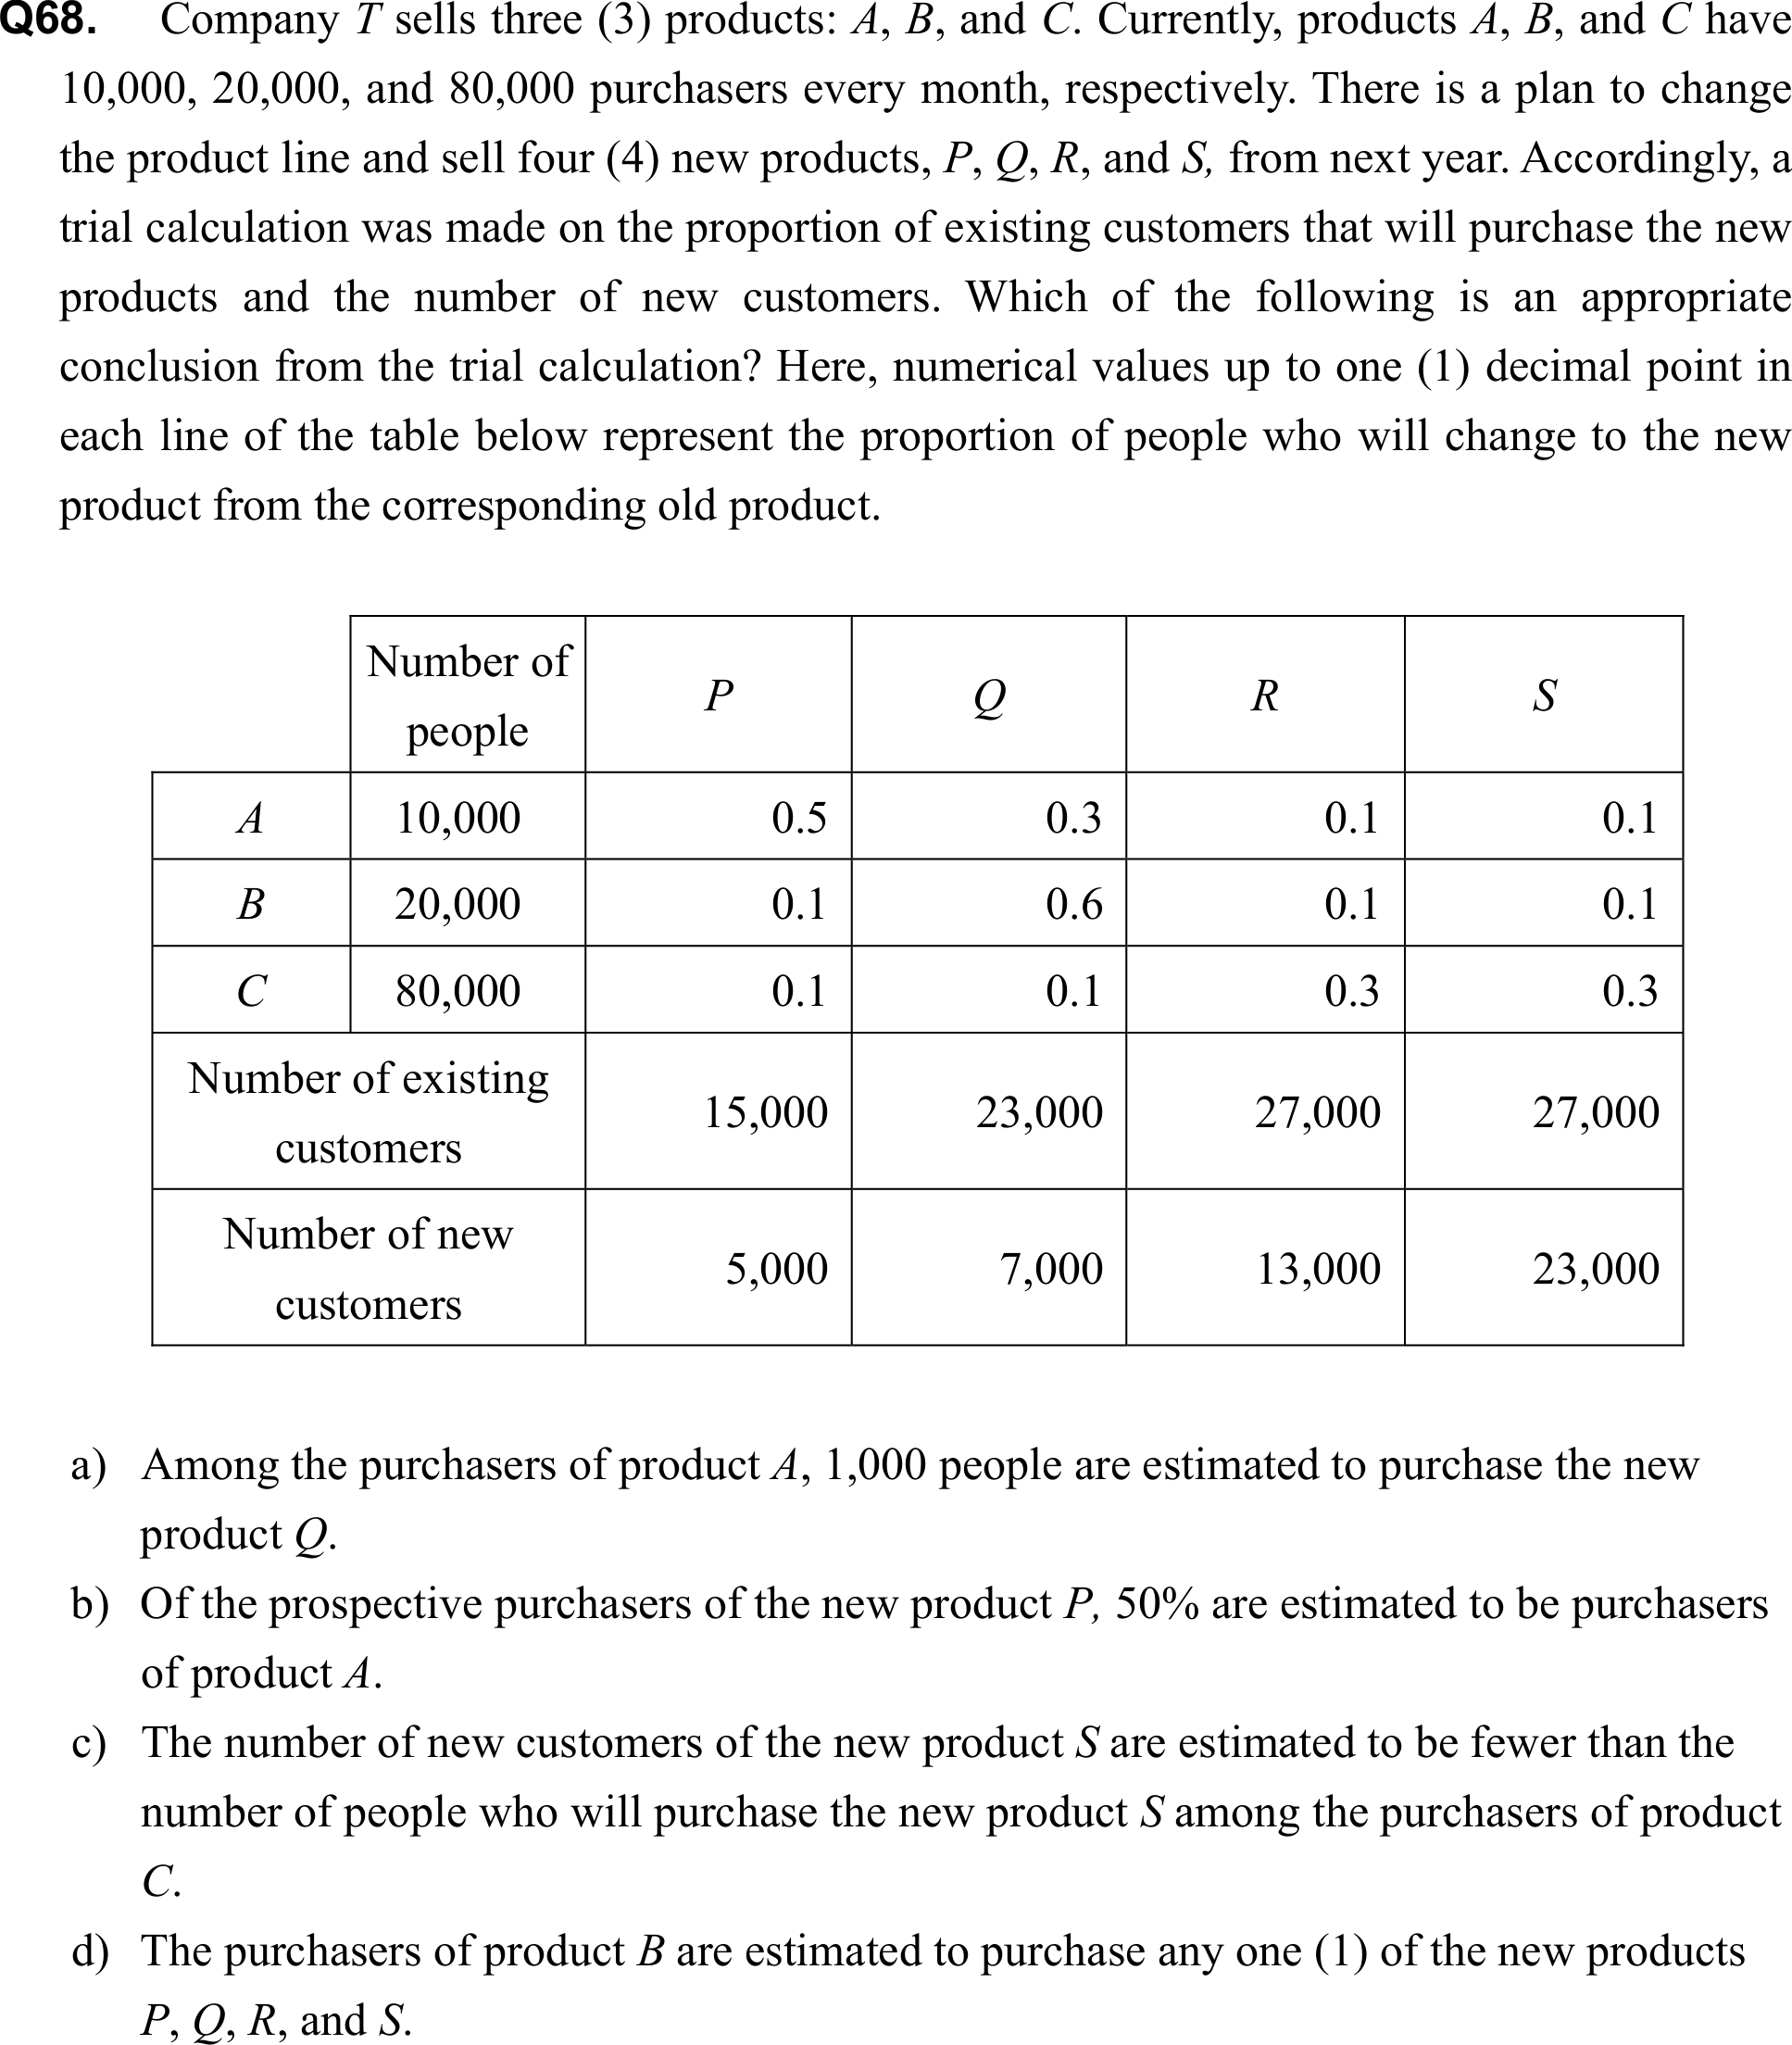 Q68. Company T sells three (3) products: A, B, and C. Currently, products A, B, and C have
10,000, 20,000, and 80,000 purchasers every month, respectively. There is a plan to change
the product line and sell four (4) new products, P, Q, R, and S, from next year. Accordingly, a
trial calculation was made on the proportion of existing customers that will purchase the new
products and the number of new customers. Which of the following is an appropriate
conclusion from the trial calculation? Here, numerical values up to one (1) decimal point in
each line of the table below represent the proportion of people who will change to the new
product from the corresponding old product.
Number of
people P Q R S
A 10,000 0.5 0.3 0.1 0.1
B 20,000 0.1 0.6 0.1 0.1
C 80,000 0.1 0.1 0.3 0.3
Number of existing
customers 15,000 23,000 27,000 27,000
Number of new
customers 5,000 7,000 13,000 23,000
a) Among the purchasers of product A, 1,000 people are estimated to purchase the new
product Q.
b) Of the prospective purchasers of the new product P, 50% are estimated to be purchasers
of product A.
c) The number of new customers of the new product S are estimated to be fewer than the
number of people who will purchase the new product S among the purchasers of product
C.
d) The purchasers of product B are estimated to purchase any one (1) of the new products
P, Q, R, and S.